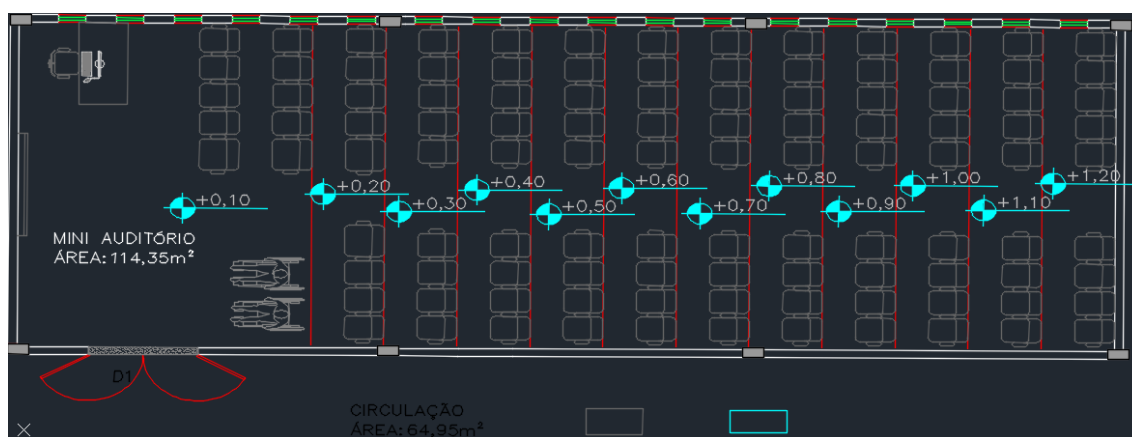 +0,10
+0,20
+0,30
+0,40
+0,50
+0,60
+0,70
+0,80
+0,90
+1,00
+1,10
+1,20
MINI AUDITÓRIO
ÁREA:114,35m²
D1
CIRCULAÇÃO
ÁREA:64,95m²